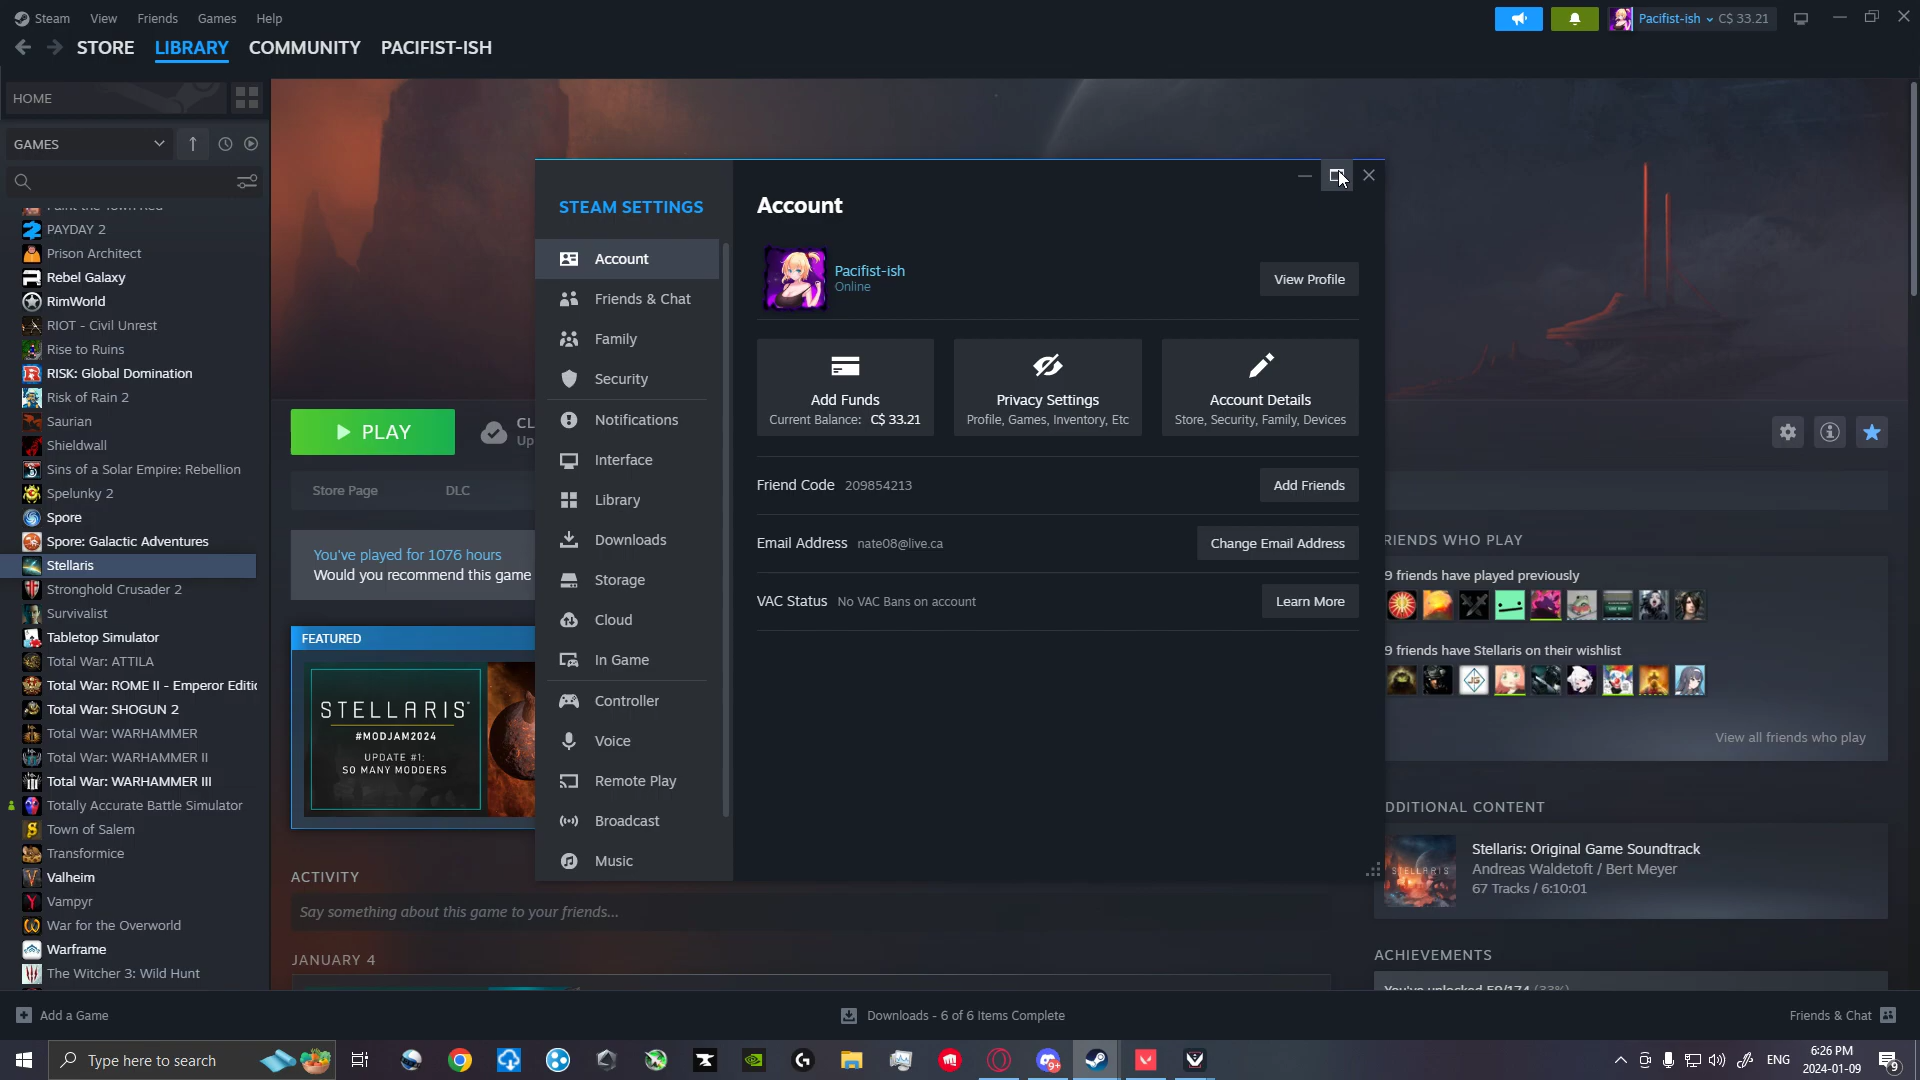 Steam View Friends Games Help
Pacifist-ish C$ 33.21
STORE LIBRARY COMMUNITY PACIFIST-ISH
HOME
GAMES
PAYDAY 2
Prison Architect
Rebel Galaxy
RimWorld
RIOT - Civil Unrest
Rise to Ruins
RISK: Global Domination
Risk of Rain 2
Saurian
Shieldwall
Sins of a Solar Empire: Rebellion
Spelunky 2
Spore
Spore: Galactic Adventures
Stellaris
Stronghold Crusader 2
Survivalist
Tabletop Simulator
Total War: ATTILA
Total War: ROME II - Emperor Editic
Total War: SHOGUN 2
Total War: WARHAMMER
Total War: WARHAMMER II
Total War: WARHAMMER III
Totally Accurate Battle Simulator
Town of Salem
Transformice
Valheim
Vampyr
War for the Overworld
Warframe
The Witcher 3: Wild Hunt
PLAY
CL
Up
Store Page DLC
You've played for 1076 hours
Would you recommend this game
FEATURED
STELLARIS
#MODJAM2024
UPDATE #1:
SO MANY MODDERS
ACTIVITY
Say something about this game to your friends...
JANUARY 4
STEAM SETTINGS
Account
Friends & Chat
Family
Security
Notifications
Interface
Library
Downloads
Storage
Cloud
In Game
Controller
Voice
Remote Play
Broadcast
Music
Account
Pacifist-ish
Online
View Profile
Add Funds
Current Balance: C$ 33.21
Privacy Settings
Profile, Games, Inventory, Etc
Account Details
Store, Security, Family, Devices
Friend Code 209854213
Add Friends
Email Address nate08@live.ca
Change Email Address
VAC Status No VAC Bans on account
Learn More
RIENDS WHO PLAY
9 friends have played previously
9 friends have Stellaris on their wishlist
View all friends who play
DDITIONAL CONTENT
STELLARIS
Stellaris: Original Game Soundtrack
Andreas Waldetoft / Bert Meyer
67 Tracks / 6:10:01
ACHIEVEMENTS
You've unlocked 59/174 (33%)
Add a Game
Downloads - 6 of 6 Items Complete
Friends & Chat
Type here to search
9+
ENG
6:26 PM
2024-01-09
9